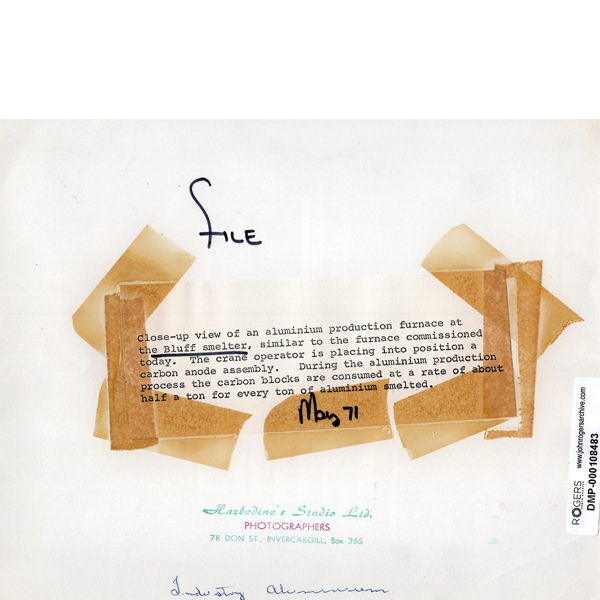 FILE
Close-up view of an aluminium production furnace at
the Bluff smelter, similar to the furnace commissioned
today. The crane operator is placing into position a
carbon anode assembly. During the aluminium production
process the carbon blocks are consumed at a rate of about
half a ton for every ton of aluminium smelted.
May 71
Hazledine's Studio Ltd.
PHOTOGRAPHERS
78 DON ST., INVERCARGILL, Box 365
Industry Aluminium
ROGERS
www.johnrogersarchive.com
DMP-000108483